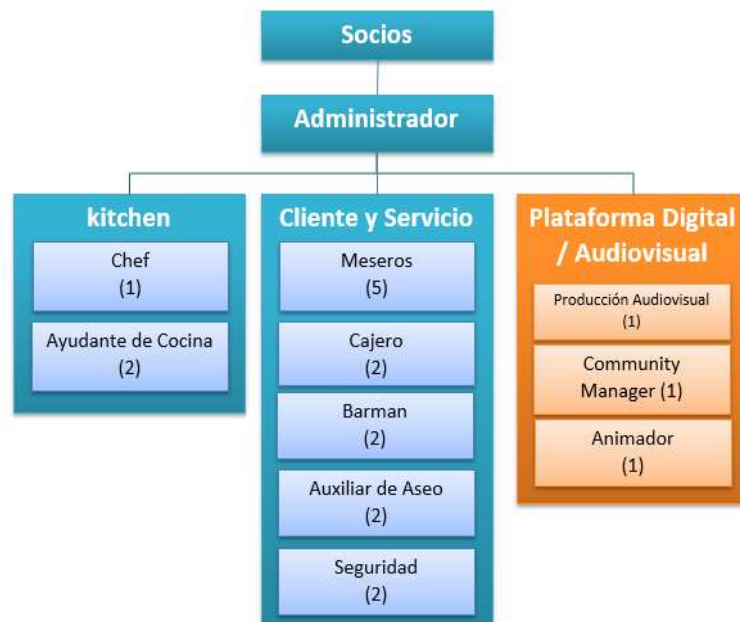 Socios
Administrador
kitchen
Chef
(1)
Ayudante de Cocina
(2)
Cliente y Servicio
Meseros
(5)
Cajero
(2)
Barman
(2)
Auxiliar de Aseo
(2)
Seguridad
(2)
Plataforma Digital
/ Audiovisual
Producción Audiovisual
(1)
Community
Manager (1)
Animador
(1)